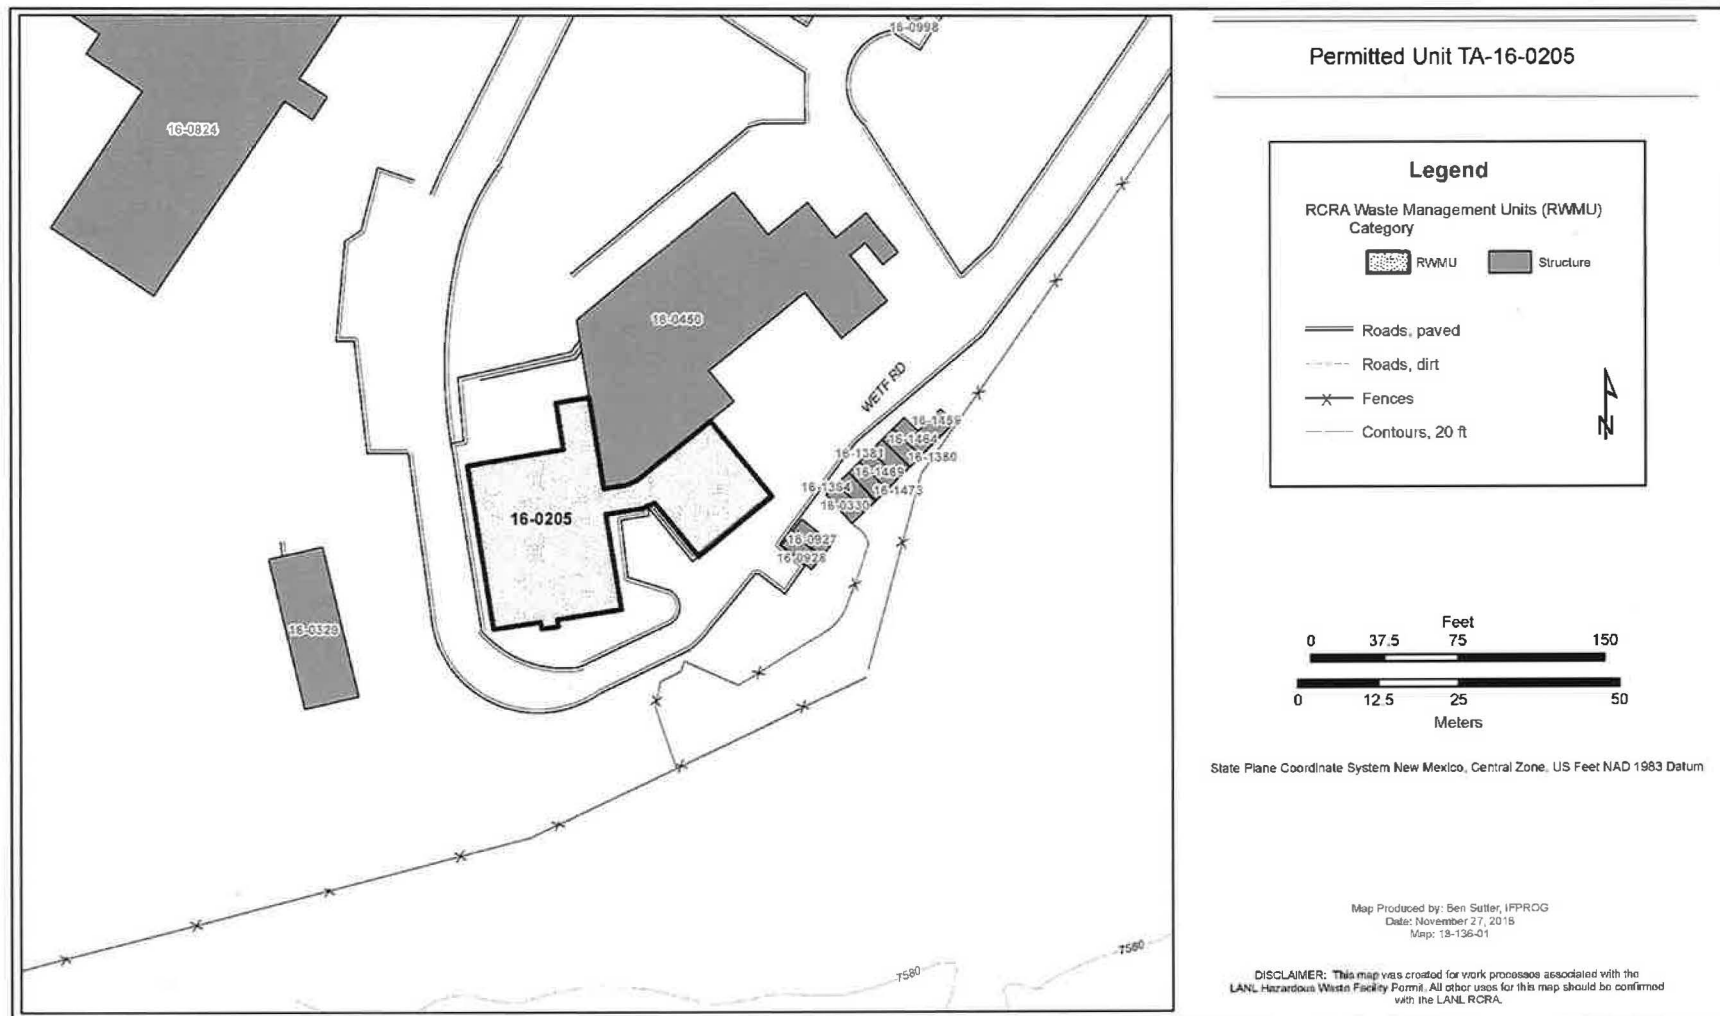 Permitted Unit TA-16-0205
Legend
RCRA Waste Management Units (RWMU)
Category
RWMU
Structure
Roads, paved
Roads, dirt
Fences
Contours, 20 ft
N
Feet
0 37.5 75 150
0 12.5 25 50
Meters
State Plane Coordinate System New Mexico, Central Zone, US Feet NAD 1983 Datum
Map Produced by: Ben Sutter, IFPROG
Date: November 27, 2018
Map: 18-136-01
DISCLAIMER: This map was created for work processes associated with the
LANL Hazardous Waste Facility Permit. All other uses for this map should be confirmed
with the LANL RCRA.
16-0998
16-0824
16-0450
WETF RD
16-1459
16-1464
16-1381
16-1380
16-1469
16-1364
16-1473
16-0330
16-0205
16-0927
16-0928
16-0329
7560
7580